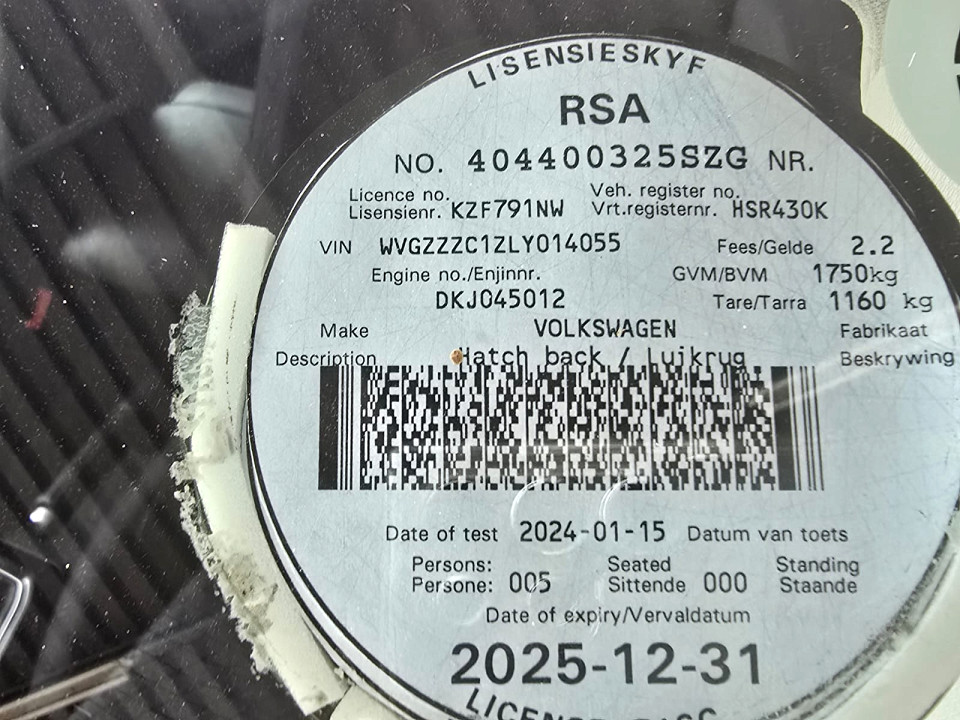 LISENSIESKYF
RSA
NO. 404400325SZG NR.
Licence no. Veh. register no.
Lisensienr. KZF791NW Vrt.registernr. HSR430K
VIN WVGZZZC1ZLY014055 Fees/Gelde 2.2
Engine no./Enjinnr. GVM/BVM 1750kg
DKJ045012 Tare/Tarra 1160 kg
Make VOLKSWAGEN Fabrikaat
Description Hatch back / Luikrug Beskrywing
Date of test 2024-01-15 Datum van toets
Persons: Seated Standing
Persone: 005 Sittende 000 Staande
Date of expiry/Vervaldatum
2025-12-31
LICENCE DISC